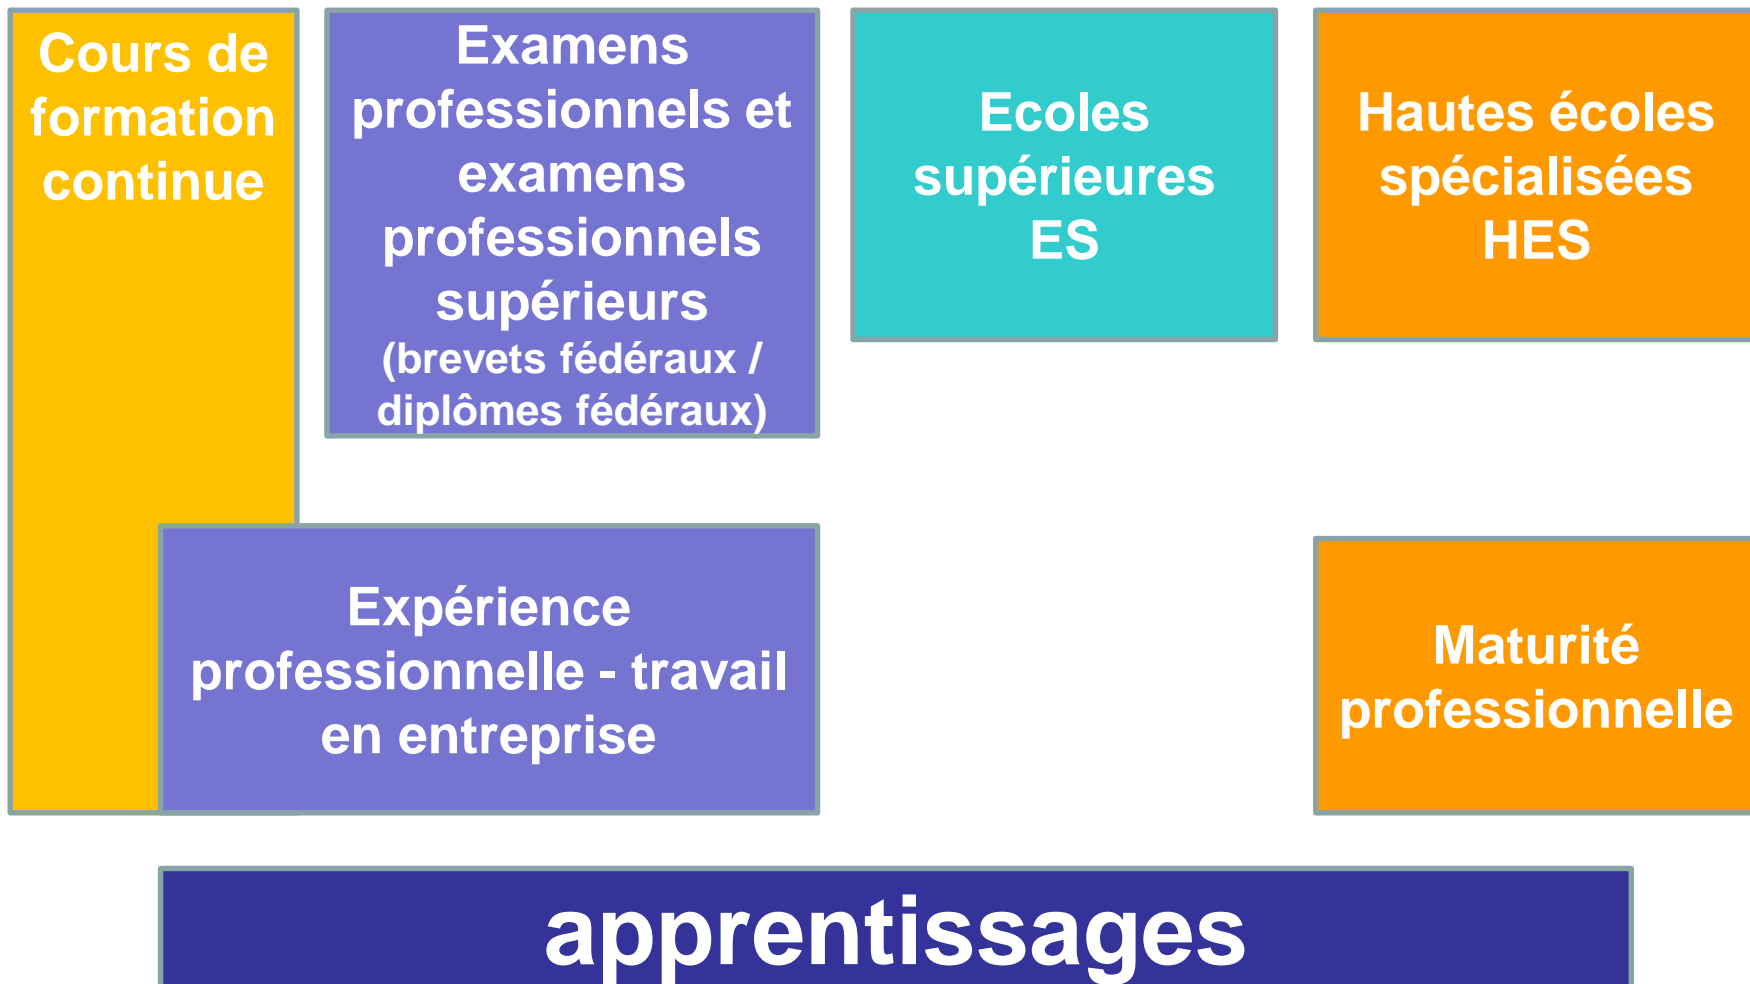 Cours de
formation
continue
Examens
professionnels et
examens
professionnels
supérieurs
(brevets fédéraux /
diplômes fédéraux)
Ecoles
supérieures
ES
Hautes écoles
spécialisées
HES
Expérience
professionnelle - travail
en entreprise
Maturité
professionnelle
apprentissages